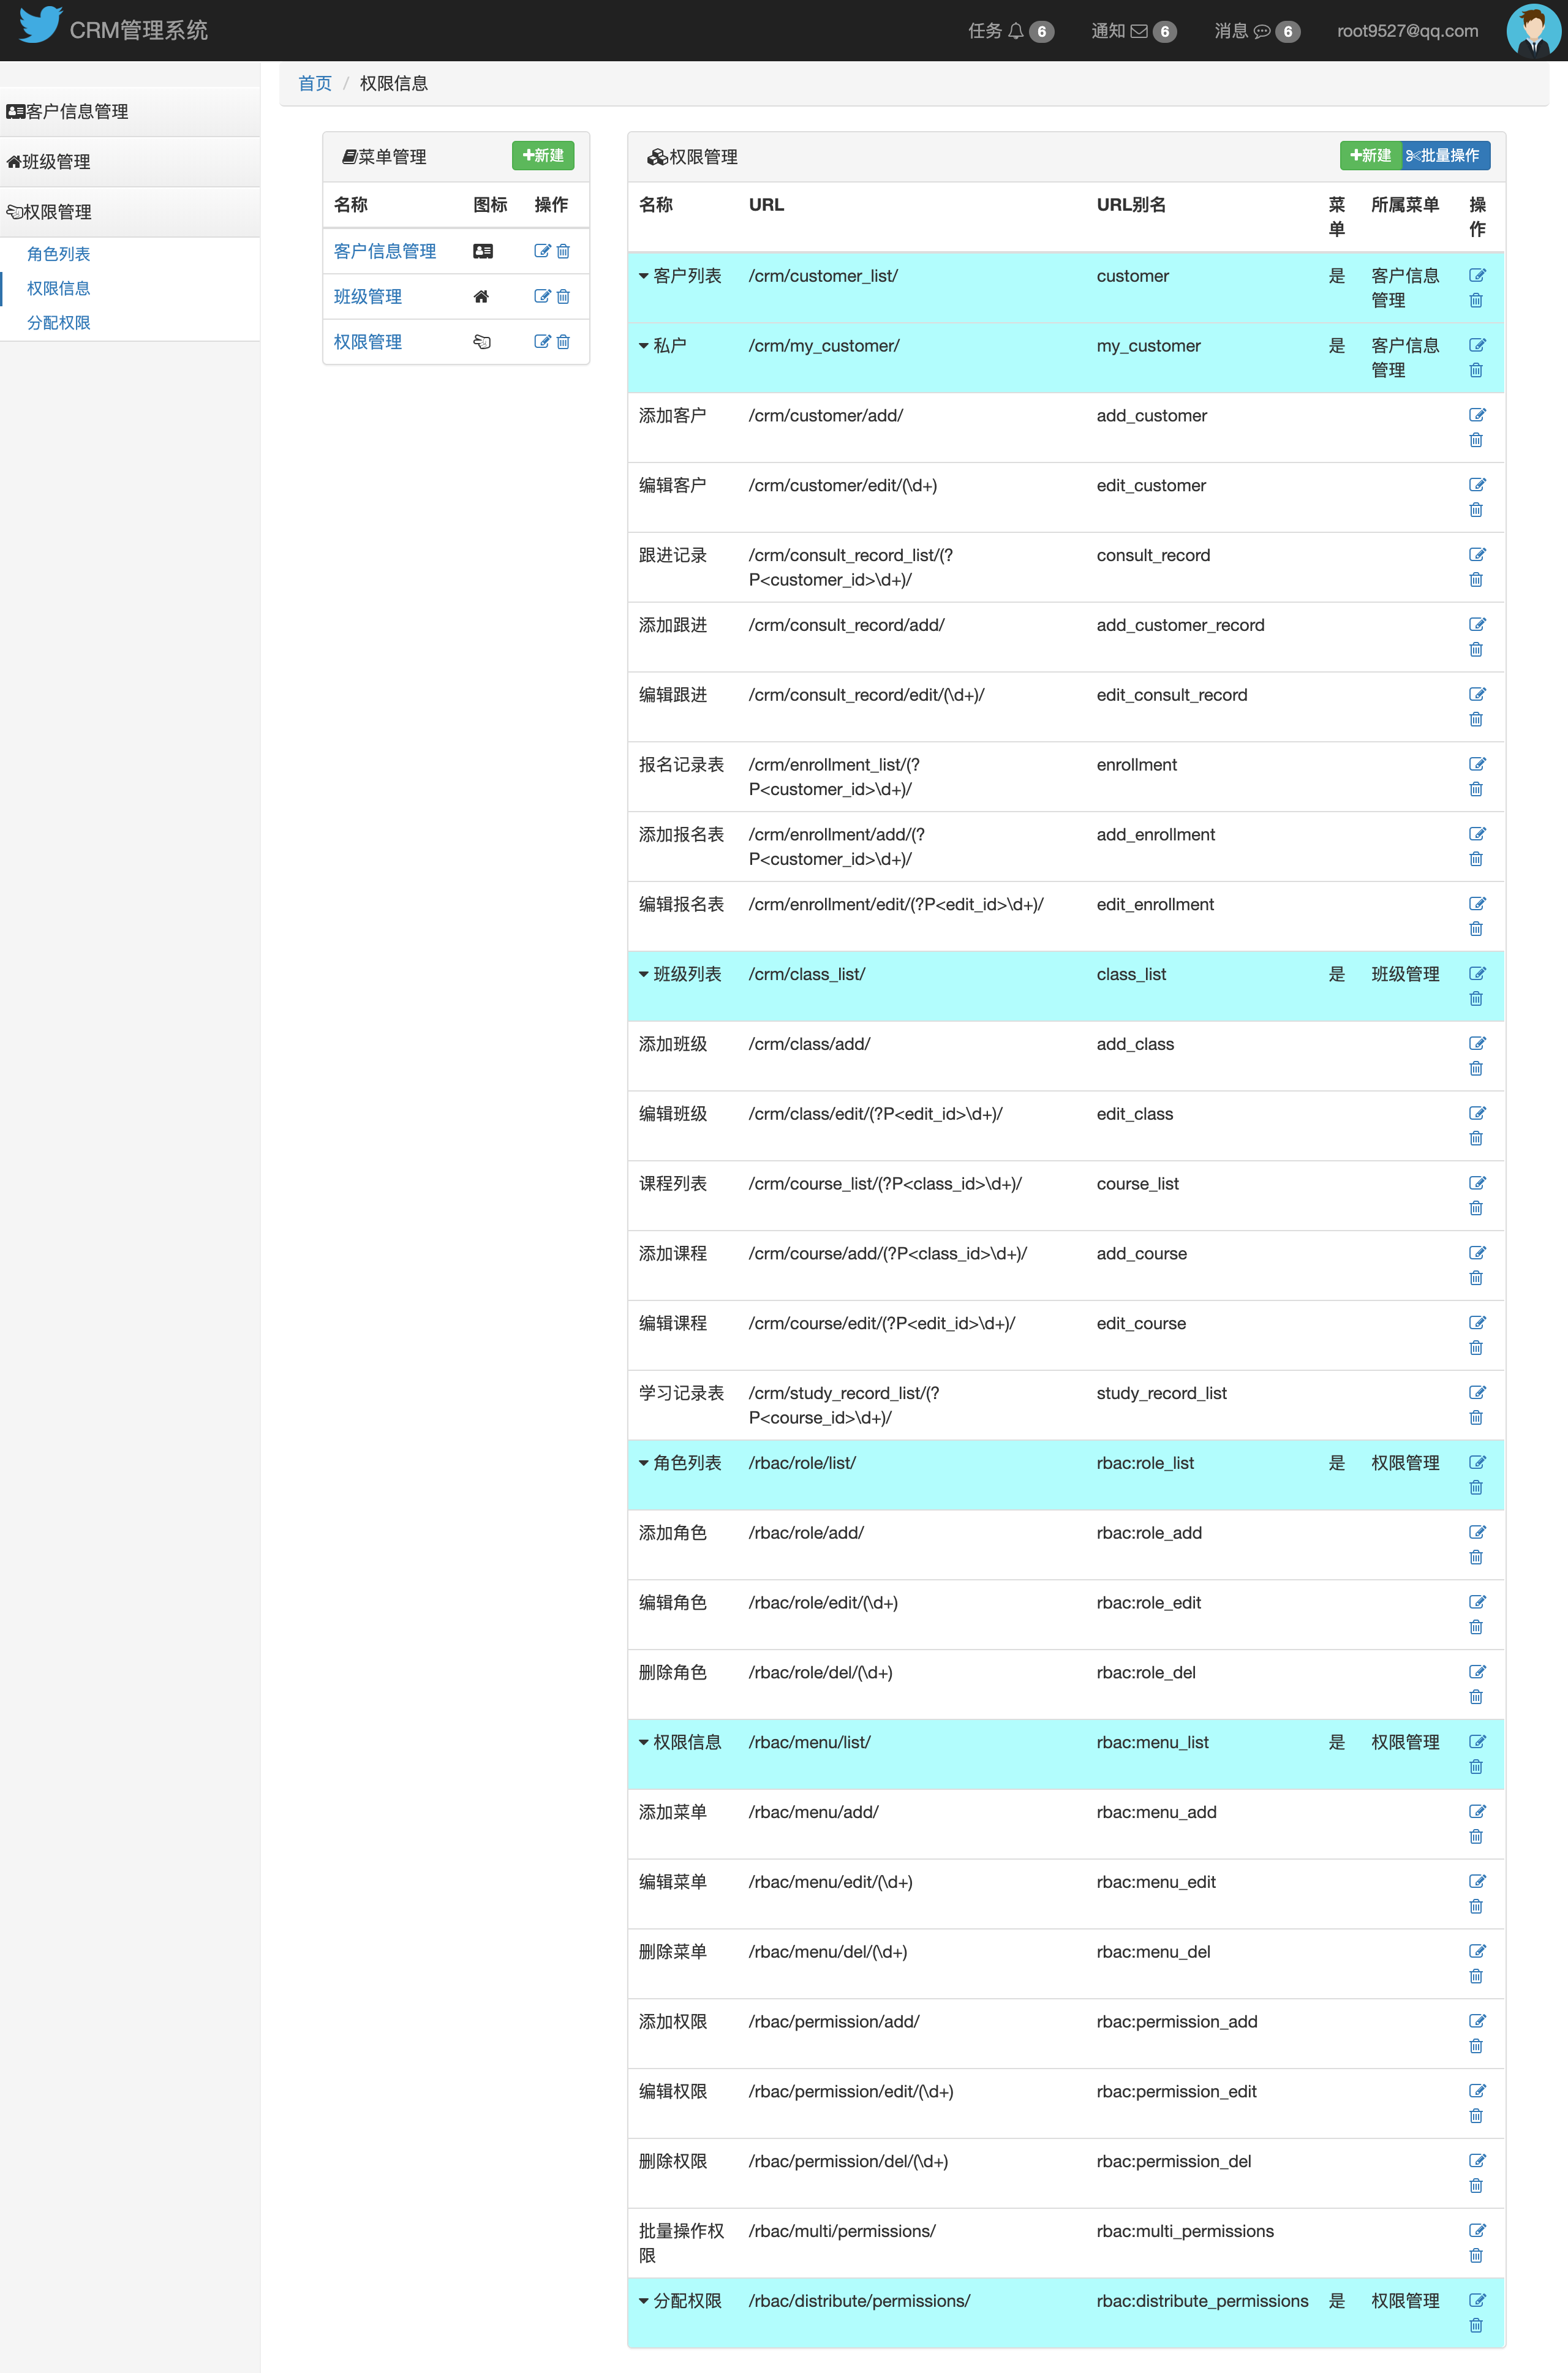 CRM管理系统
任务 6 通知 6 消息 6 root9527@qq.com
客户信息管理
班级管理
权限管理
角色列表
权限信息
分配权限
首页 / 权限信息
菜单管理 新建
名称 图标 操作
客户信息管理
班级管理
权限管理
权限管理 新建 批量操作
名称 URL URL别名 菜 所属菜单 操
单 作
客户列表 /crm/customer_list/ customer 是 客户信息
管理
私户 /crm/my_customer/ my_customer 是 客户信息
管理
添加客户 /crm/customer/add/ add_customer
编辑客户 /crm/customer/edit/(\d+) edit_customer
跟进记录 /crm/consult_record_list/(? consult_record
P<customer_id>\d+)/
添加跟进 /crm/consult_record/add/ add_customer_record
编辑跟进 /crm/consult_record/edit/(\d+)/ edit_consult_record
报名记录表 /crm/enrollment_list/(? enrollment
P<customer_id>\d+)/
添加报名表 /crm/enrollment/add/(? add_enrollment
P<customer_id>\d+)/
编辑报名表 /crm/enrollment/edit/(?P<edit_id>\d+)/ edit_enrollment
班级列表 /crm/class_list/ class_list 是 班级管理
添加班级 /crm/class/add/ add_class
编辑班级 /crm/class/edit/(?P<edit_id>\d+)/ edit_class
课程列表 /crm/course_list/(?P<class_id>\d+)/ course_list
添加课程 /crm/course/add/(?P<class_id>\d+)/ add_course
编辑课程 /crm/course/edit/(?P<edit_id>\d+)/ edit_course
学习记录表 /crm/study_record_list/(? study_record_list
P<course_id>\d+)/
角色列表 /rbac/role/list/ rbac:role_list 是 权限管理
添加角色 /rbac/role/add/ rbac:role_add
编辑角色 /rbac/role/edit/(\d+) rbac:role_edit
删除角色 /rbac/role/del/(\d+) rbac:role_del
权限信息 /rbac/menu/list/ rbac:menu_list 是 权限管理
添加菜单 /rbac/menu/add/ rbac:menu_add
编辑菜单 /rbac/menu/edit/(\d+) rbac:menu_edit
删除菜单 /rbac/menu/del/(\d+) rbac:menu_del
添加权限 /rbac/permission/add/ rbac:permission_add
编辑权限 /rbac/permission/edit/(\d+) rbac:permission_edit
删除权限 /rbac/permission/del/(\d+) rbac:permission_del
批量操作权 /rbac/multi/permissions/ rbac:multi_permissions
限
分配权限 /rbac/distribute/permissions/ rbac:distribute_permissions 是 权限管理